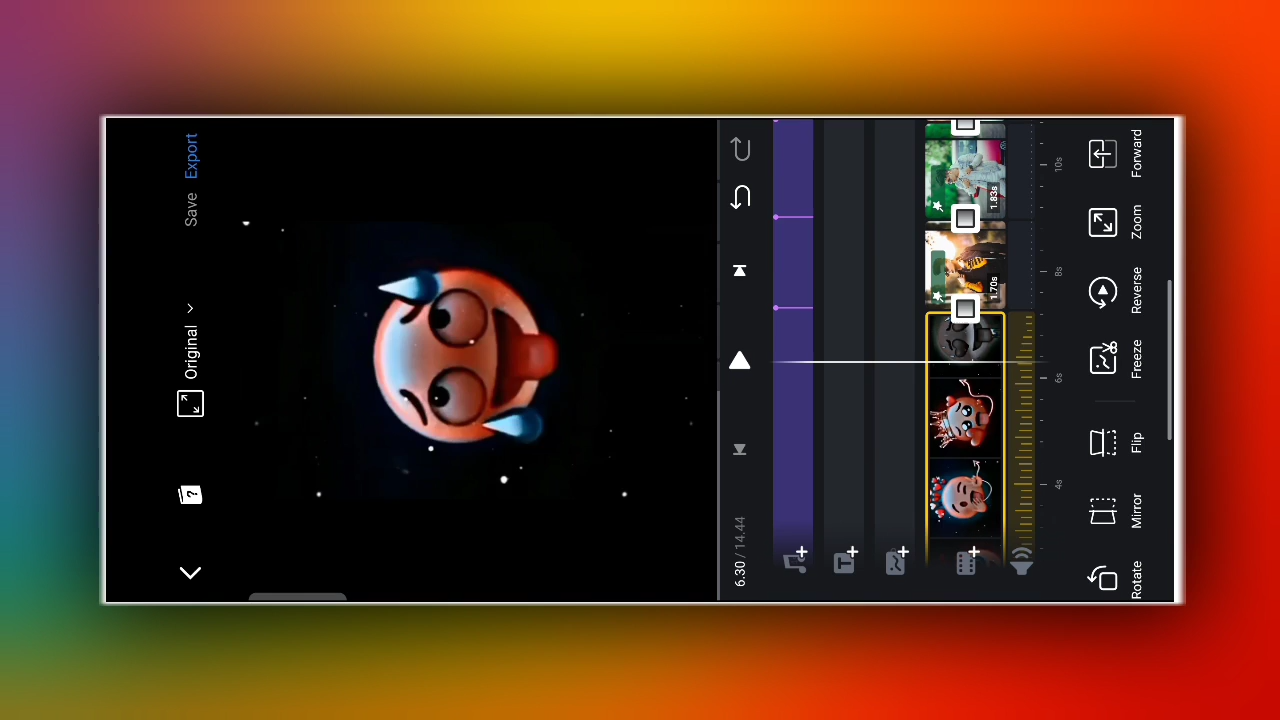 Original
Save
Export
6.30 / 14.44
T
4s
6s
8s
10s
1.70s
1.83s
Rotate
Mirror
Flip
Freeze
Reverse
Zoom
Forward